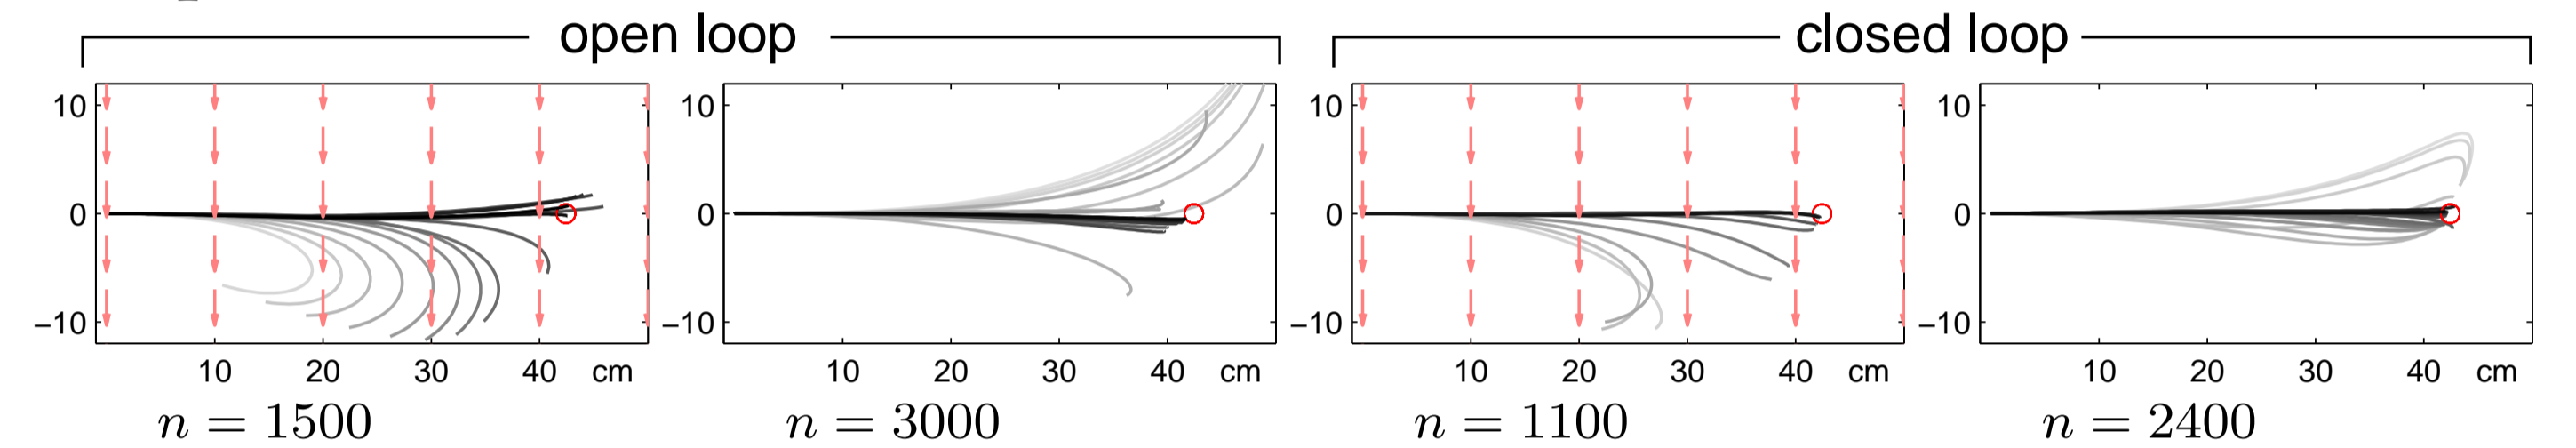 open loop closed loop
10 10 10 10
0 0 0 0
−10 −10 −10 −10
10 20 30 40 cm 10 20 30 40 cm 10 20 30 40 cm 10 20 30 40 cm
n = 1500 n = 3000 n = 1100 n = 2400